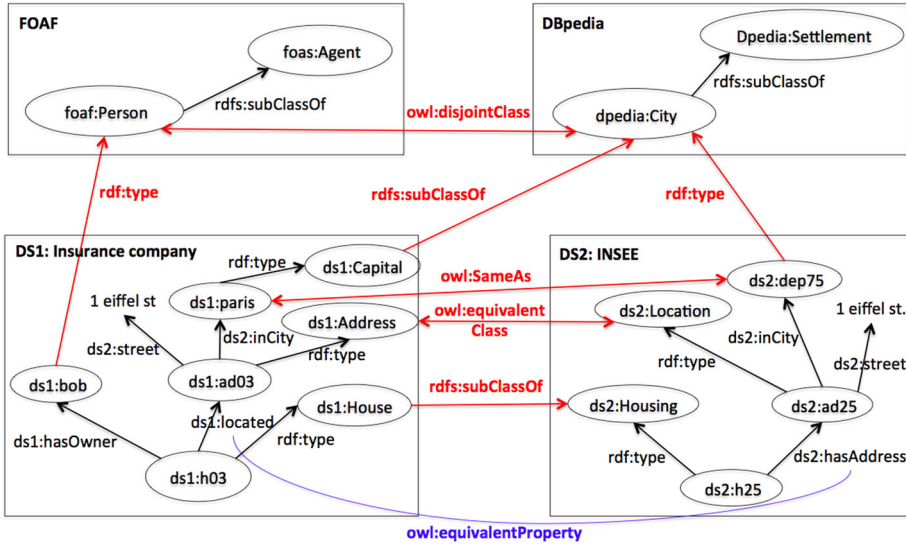 FOAF
foas:Agent
rdfs:subClassOf
foaf:Person
DBpedia
Dpedia:Settlement
rdfs:subClassOf
dpedia:City
owl:disjointClass
rdf:type
rdfs:subClassOf
rdf:type
DS1: Insurance company
rdf:type
ds1:Capital
1 eiffel st
ds1:paris
ds2:street
ds2:inCity
ds1:Address
rdf:type
ds1:bob
ds1:ad03
ds1:located
ds1:House
ds1:hasOwner
rdf:type
ds1:h03
owl:SameAs
owl:equivalent
Class
rdfs:subClassOf
DS2: INSEE
ds2:dep75
1 eiffel st.
ds2:Location
ds2:inCity
rdf:type
ds2:street
ds2:Housing
ds2:ad25
rdf:type
ds2:hasAddress
ds2:h25
owl:equivalentProperty